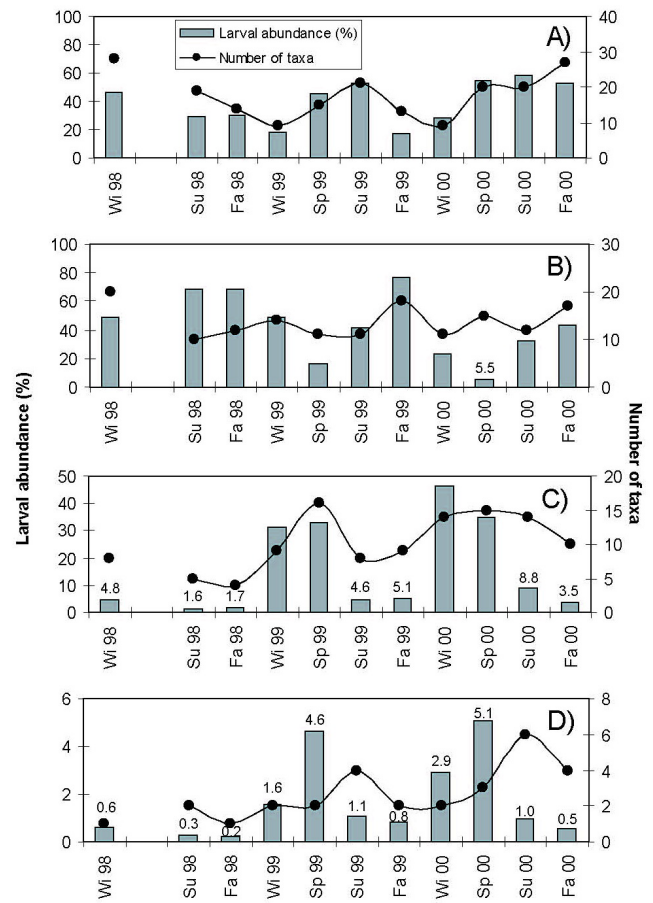 100
80
60
40
20
0
40
30
20
10
0
Larval abundance (%)
Number of taxa
A)
Wi 98
Su 98
Fa 98
Wi 99
Sp 99
Su 99
Fa 99
Wi 00
Sp 00
Su 00
Fa 00
100
80
60
40
20
0
30
20
10
0
B)
5.5
Wi 98
Su 98
Fa 98
Wi 99
Sp 99
Su 99
Fa 99
Wi 00
Sp 00
Su 00
Fa 00
Larval abundance (%)
Number of taxa
50
40
30
20
10
0
20
15
10
5
0
C)
4.8
1.6
1.7
4.6
5.1
8.8
3.5
Wi 98
Su 98
Fa 98
Wi 99
Sp 99
Su 99
Fa 99
Wi 00
Sp 00
Su 00
Fa 00
6
4
2
0
8
6
4
2
0
D)
0.6
0.3
0.2
1.6
4.6
1.1
0.8
2.9
5.1
1.0
0.5
Wi 98
Su 98
Fa 98
Wi 99
Sp 99
Su 99
Fa 99
Wi 00
Sp 00
Su 00
Fa 00